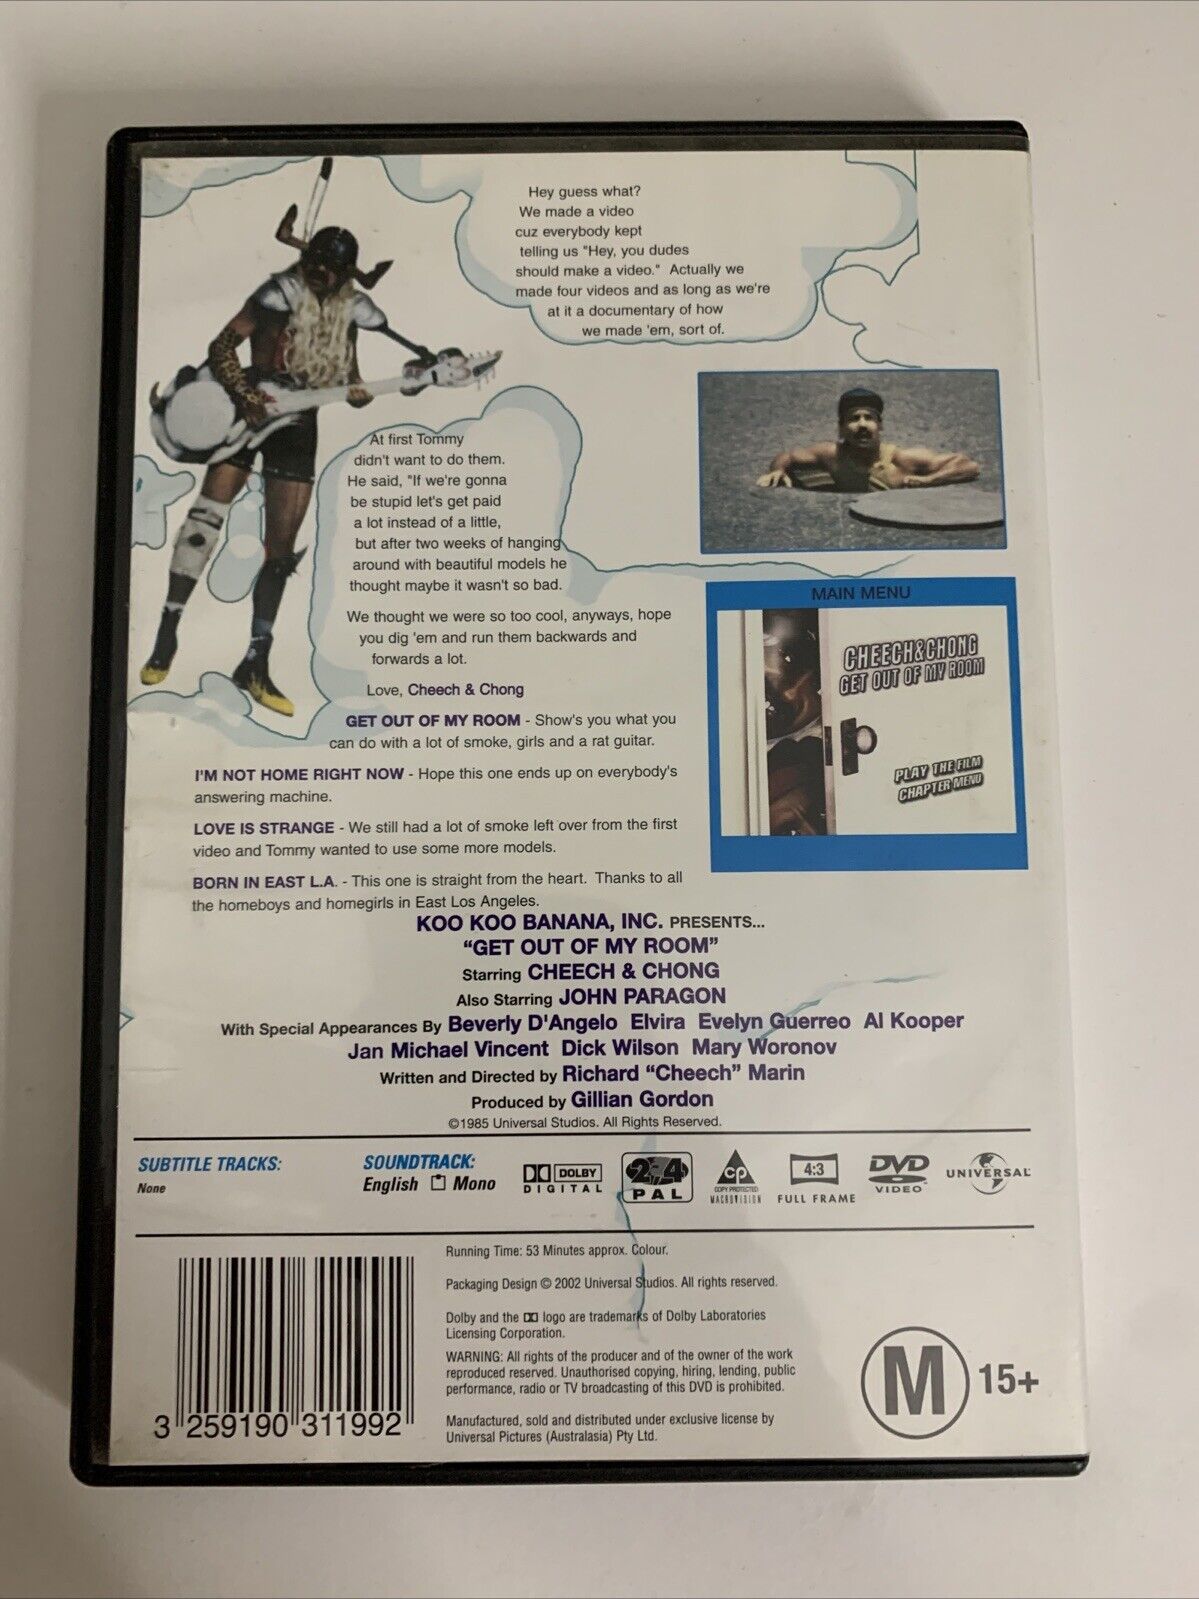 Hey guess what?
We made a video
cuz everybody kept
telling us "Hey, you dudes
should make a video." Actually we
made four videos and as long as we're
at it a documentary of how
we made 'em, sort of.
At first Tommy
didn't want to do them.
He said, "If we're gonna
be stupid let's get paid
a lot instead of a little,
but after two weeks of hanging
around with beautiful models he
thought maybe it wasn't so bad.
We thought we were so too cool, anyways, hope
you dig 'em and run them backwards and
forwards a lot.
Love, Cheech & Chong
GET OUT OF MY ROOM - Show's you what you
can do with a lot of smoke, girls and a rat guitar.
I'M NOT HOME RIGHT NOW - Hope this one ends up on everybody's
answering machine.
LOVE IS STRANGE - We still had a lot of smoke left over from the first
video and Tommy wanted to use some more models.
BORN IN EAST L.A. - This one is straight from the heart. Thanks to all
the homeboys and homegirls in East Los Angeles.
MAIN MENU
CHEECH&CHONG
GET OUT OF MY ROOM
PLAY THE FILM
CHAPTER MENU
KOO KOO BANANA, INC. PRESENTS...
“GET OUT OF MY ROOM”
Starring CHEECH & CHONG
Also Starring JOHN PARAGON
With Special Appearances By Beverly D'Angelo Elvira Evelyn Guerreo Al Kooper
Jan Michael Vincent Dick Wilson Mary Woronov
Written and Directed by Richard “Cheech” Marin
Produced by Gillian Gordon
©1985 Universal Studios. All Rights Reserved.
SUBTITLE TRACKS:
None
SOUNDTRACK:
English Mono
DOLBY
DIGITAL
2,4
PAL
CP
COPY PROTECTED
MACROVISION
4:3
FULL FRAME
DVD
VIDEO
UNIVERSAL
Running Time: 53 Minutes approx. Colour.
Packaging Design © 2002 Universal Studios. All rights reserved.
Dolby and the logo are trademarks of Dolby Laboratories
Licensing Corporation.
WARNING: All rights of the producer and of the owner of the work
reproduced reserved. Unauthorised copying, hiring, lending, public
performance, radio or TV broadcasting of this DVD is prohibited.
Manufactured, sold and distributed under exclusive license by
Universal Pictures (Australasia) Pty Ltd.
3 259190 311992
M 15+